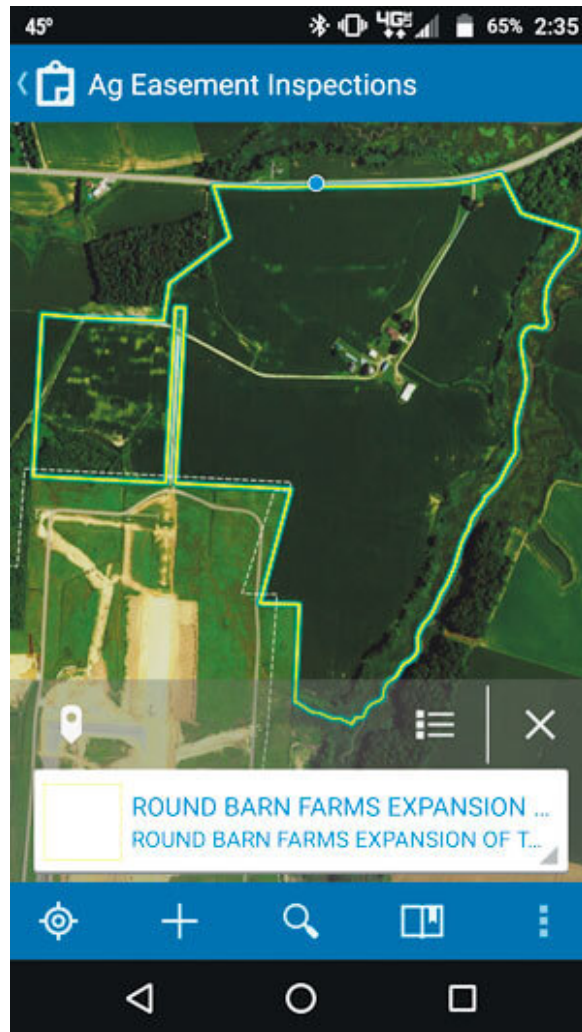 45°
4G 65% 2:35
Ag Easement Inspections
ROUND BARN FARMS EXPANSION ...
ROUND BARN FARMS EXPANSION OF T...